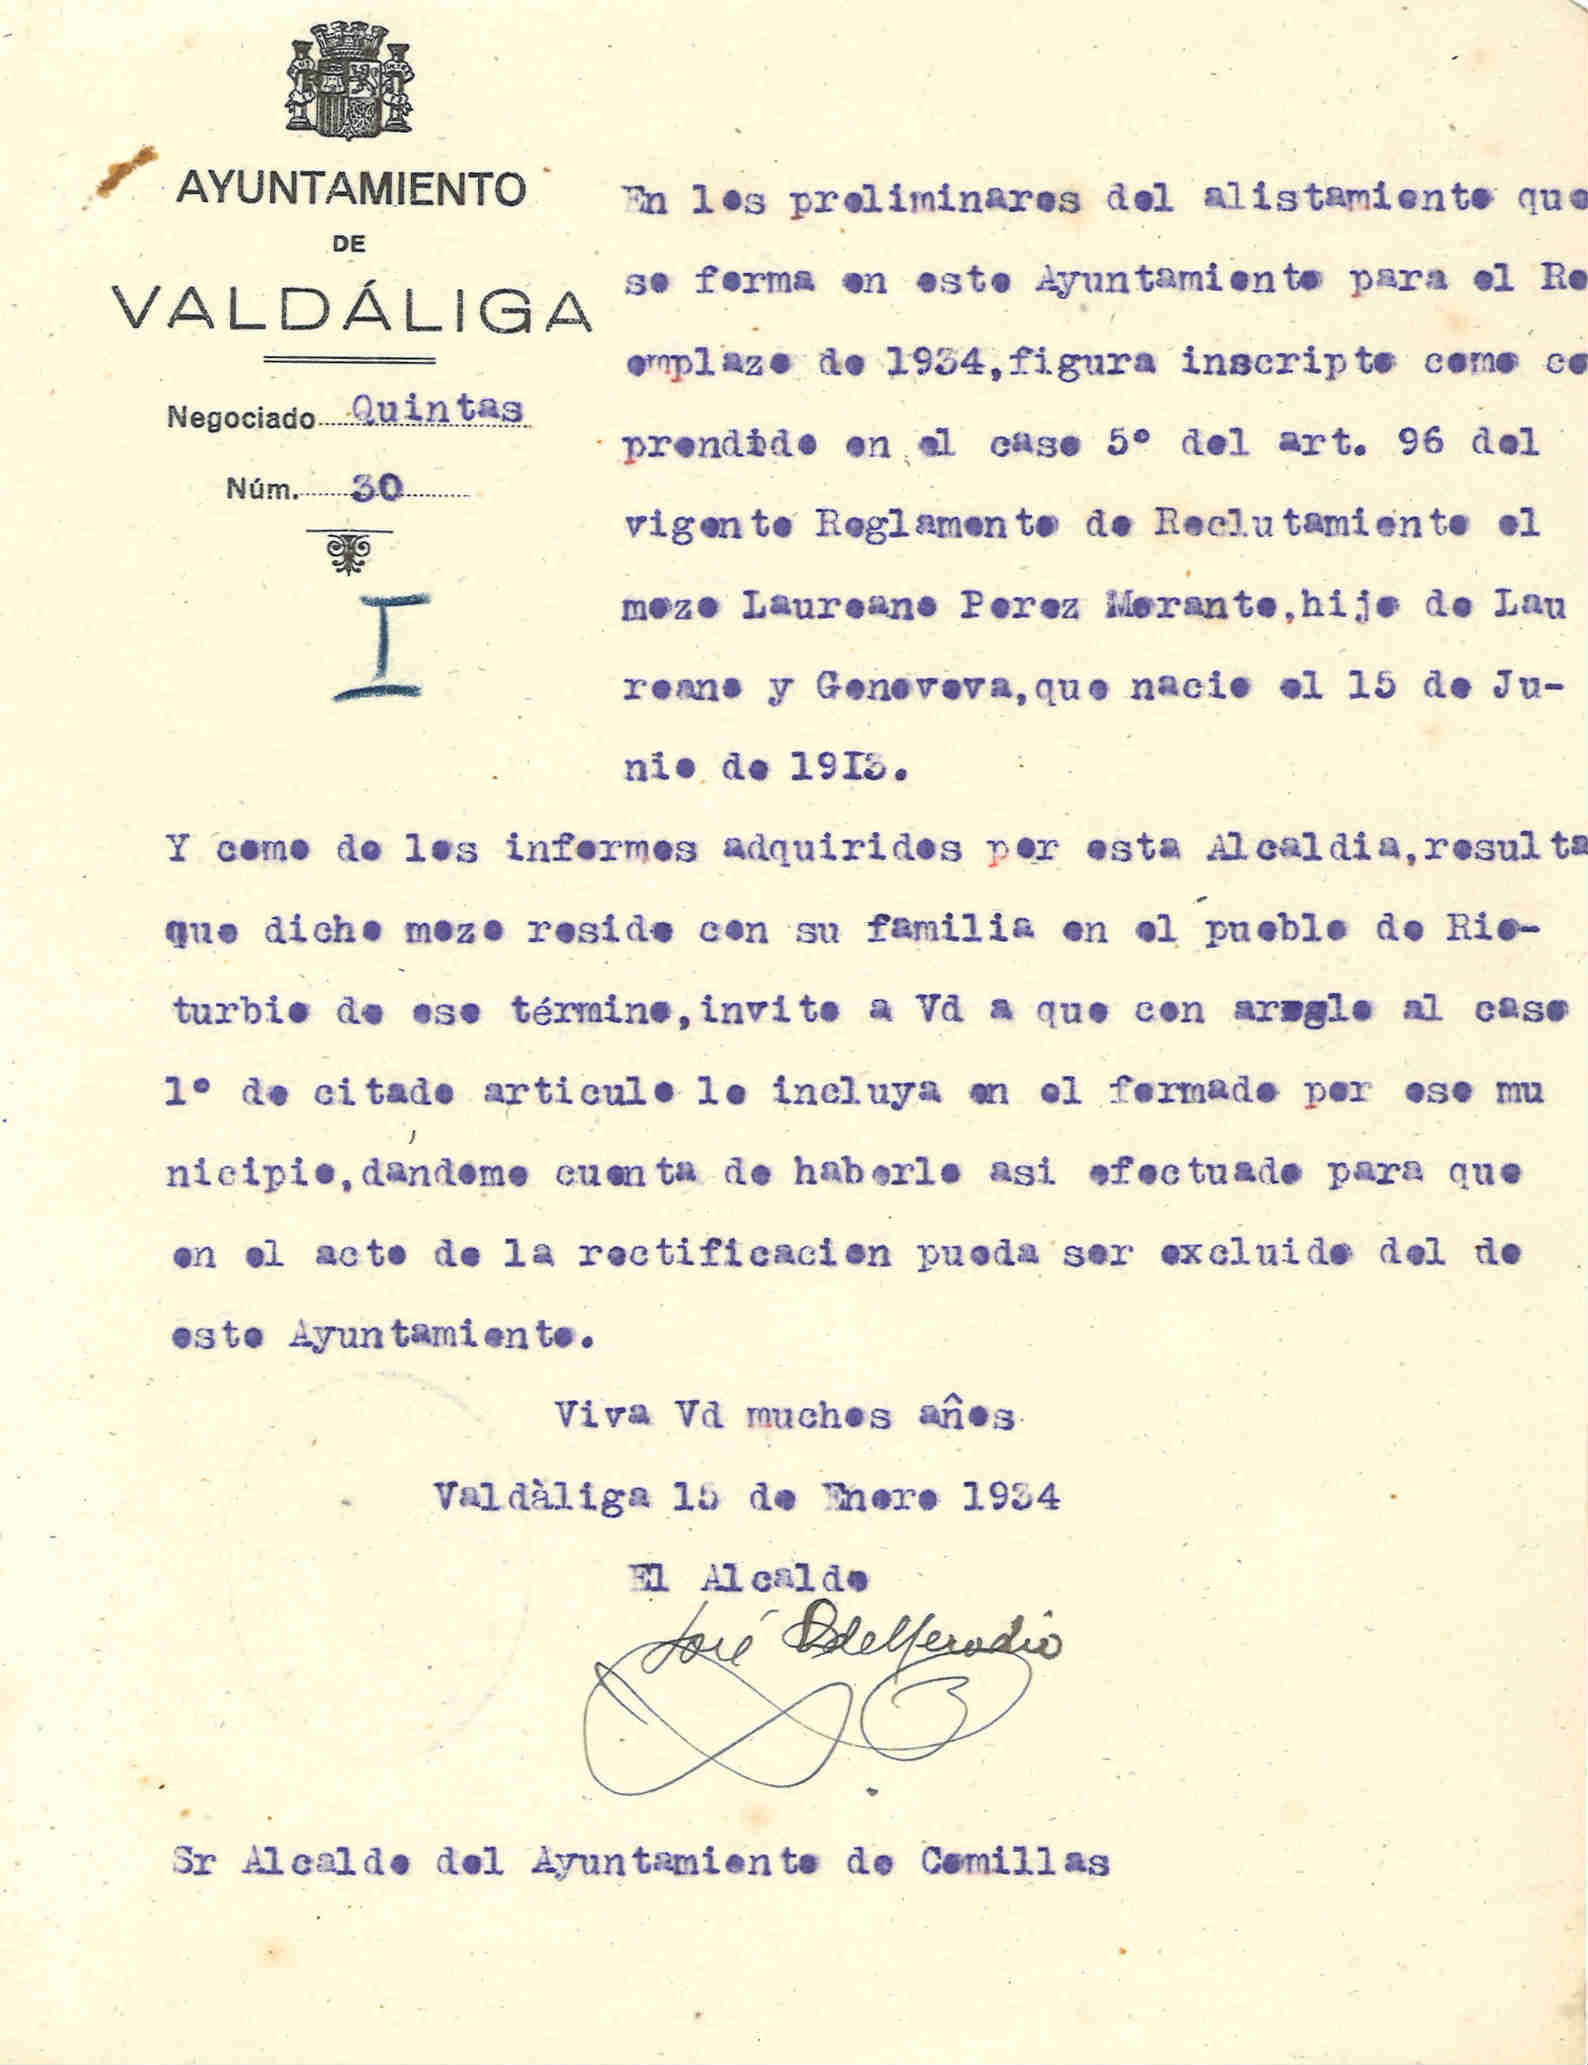 AYUNTAMIENTO
DE
VALDÁLIGA
Negociado Quintas
Núm. 30
I
En los preliminares del alistamiento que
se forma en este Ayuntamiento para el Re
emplazo de 1934,figura inscripto como co
prendido en el caso 5º del art. 96 del
vigente Reglamento de Reclutamiento el
mozo Laureano Perez Morante,hijo de Lau
reano y Genoveva,que nacio el 15 de Ju-
nio de 1913.
Y como de los informes adquiridos por esta Alcaldia,resulta
que dicho mozo reside con su familia en el pueblo de Rio-
turbio de ese término,invito a Vd a que con areglo al caso
1º de citado articulo lo incluya en el formado por ese mu
nicipio,dándome cuenta de haberlo asi efectuado para que
en el acto de la rectificacion pueda ser excluido del de
este Ayuntamiento.
Viva Vd muchos años
Valdàliga 15 de Enero 1934
El Alcalde
José
Sr Alcalde del Ayuntamiento de Comillas